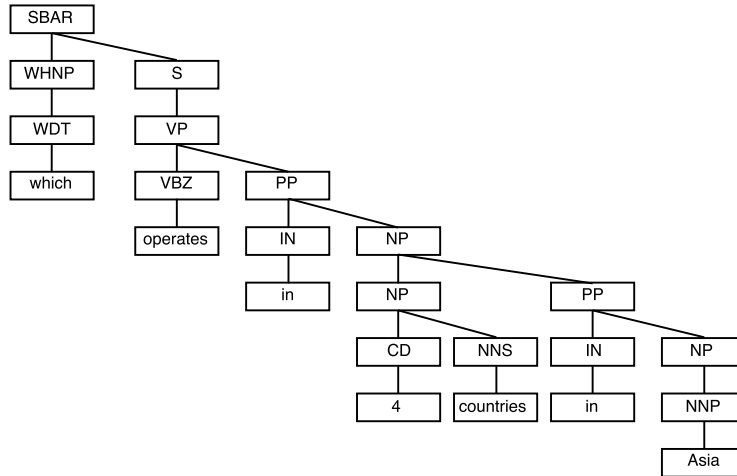 SBAR
WHNP S
WDT VP
which VBZ PP
operates IN NP
in NP PP
CD NNS IN NP
4 countries in NNP
Asia